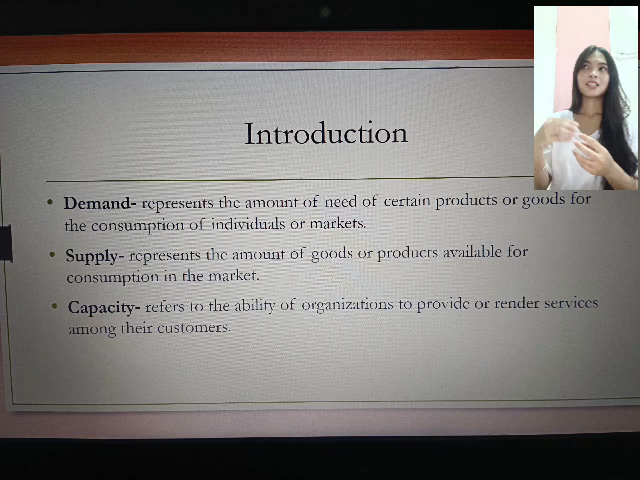 Introduction
Demand- represents the amount of need of certain products or goods for
the consumption of individuals or markets.
Supply- represents the amount of goods or products available for
consumption in the market.
Capacity- refers to the ability of organizations to provide or render services
among their customers.